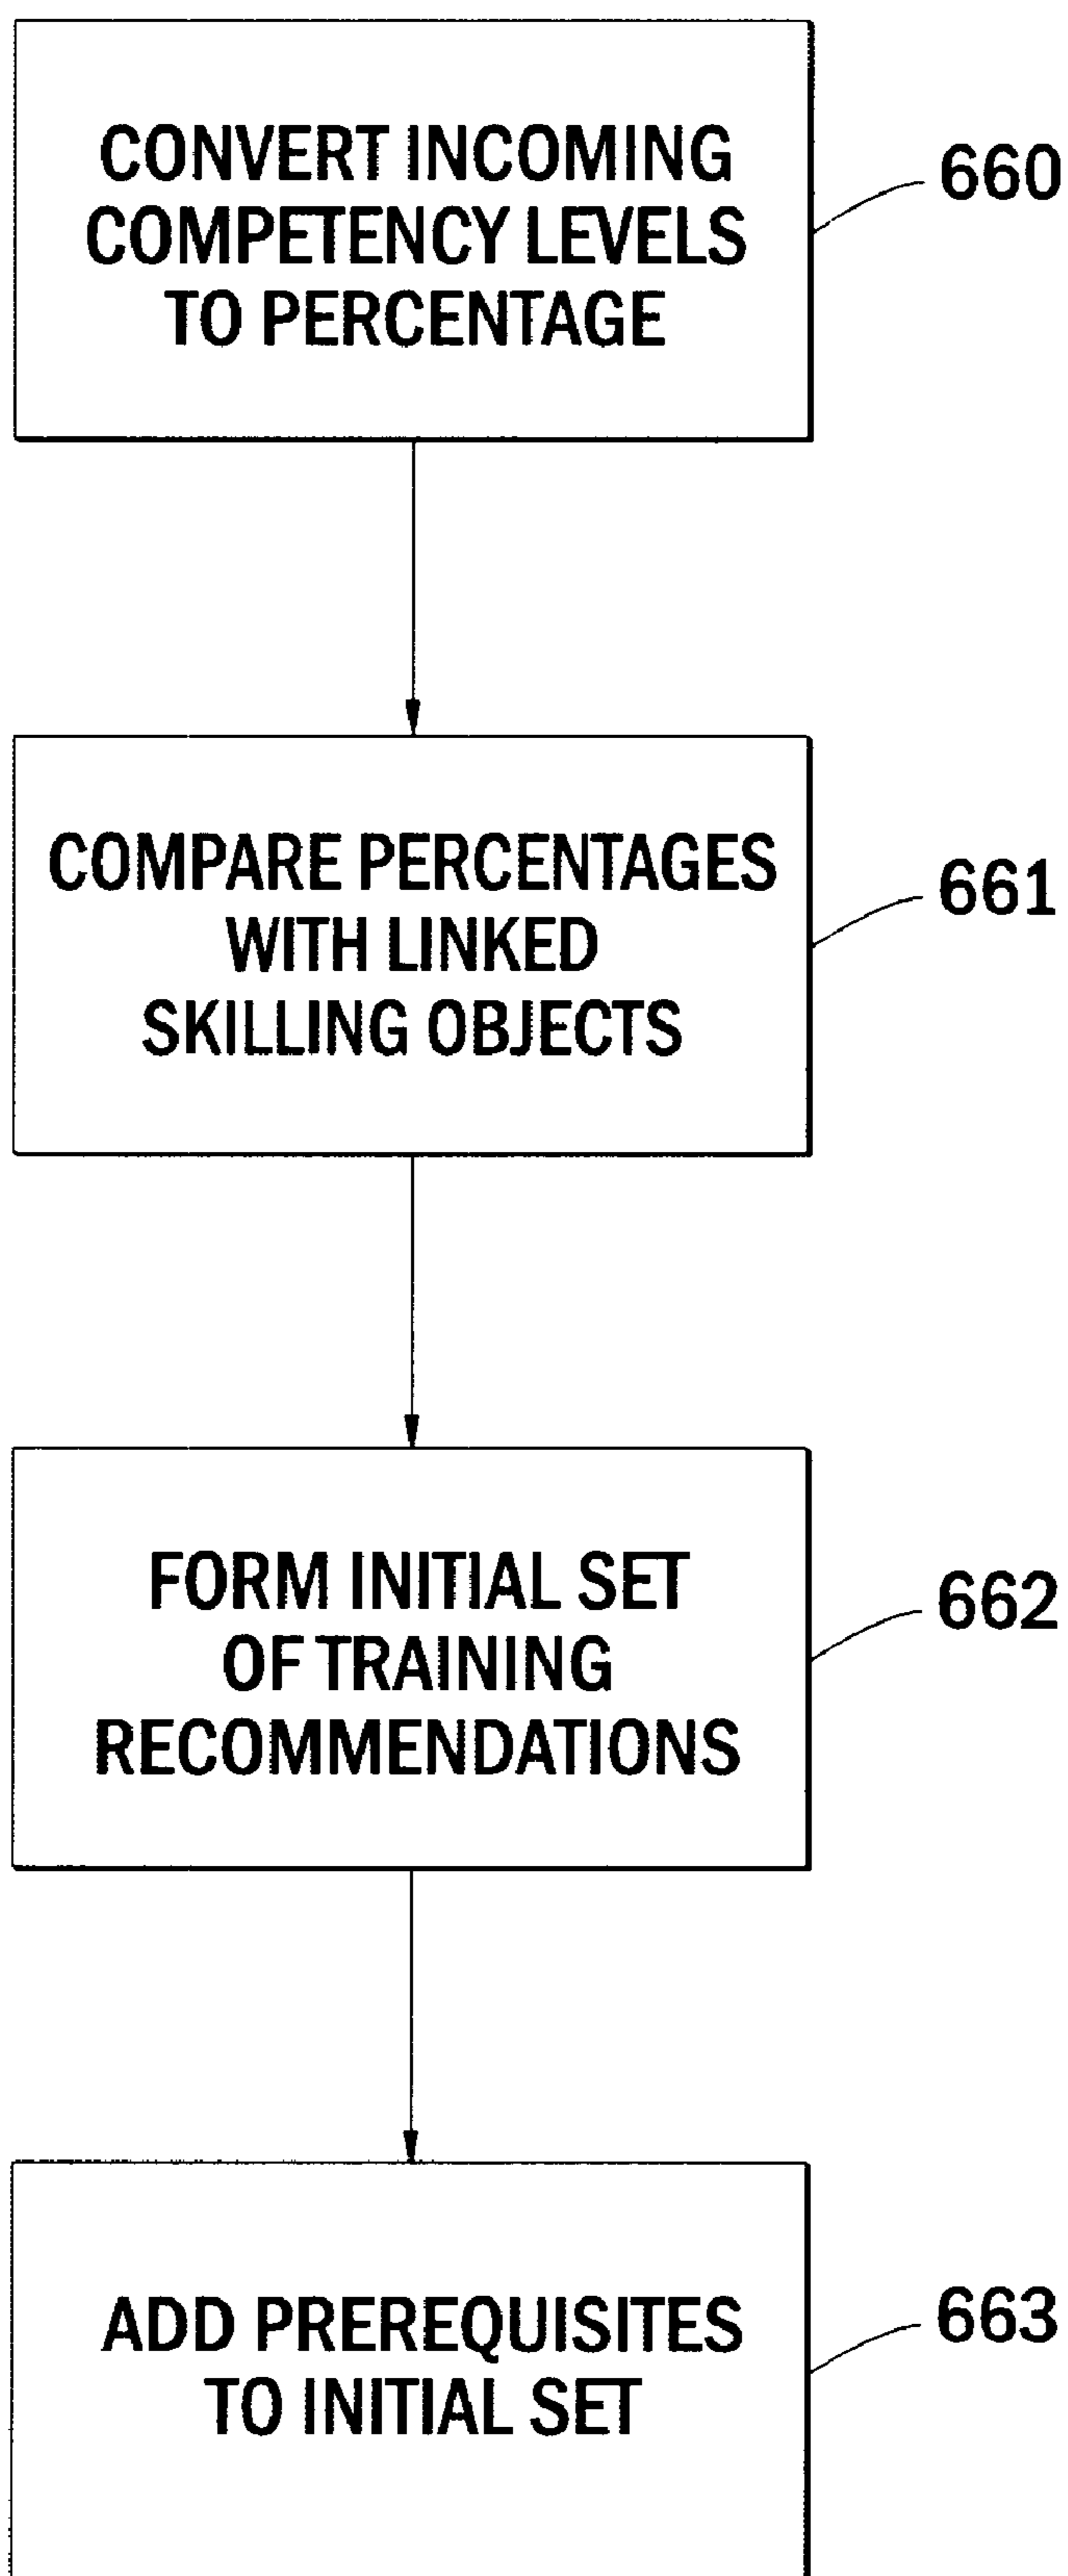 CONVERT INCOMING
COMPETENCY LEVELS
TO PERCENTAGE
660
COMPARE PERCENTAGES
WITH LINKED
SKILLING OBJECTS
661
FORM INITIAL SET
OF TRAINING
RECOMMENDATIONS
662
ADD PREREQUISITES
TO INITIAL SET
663